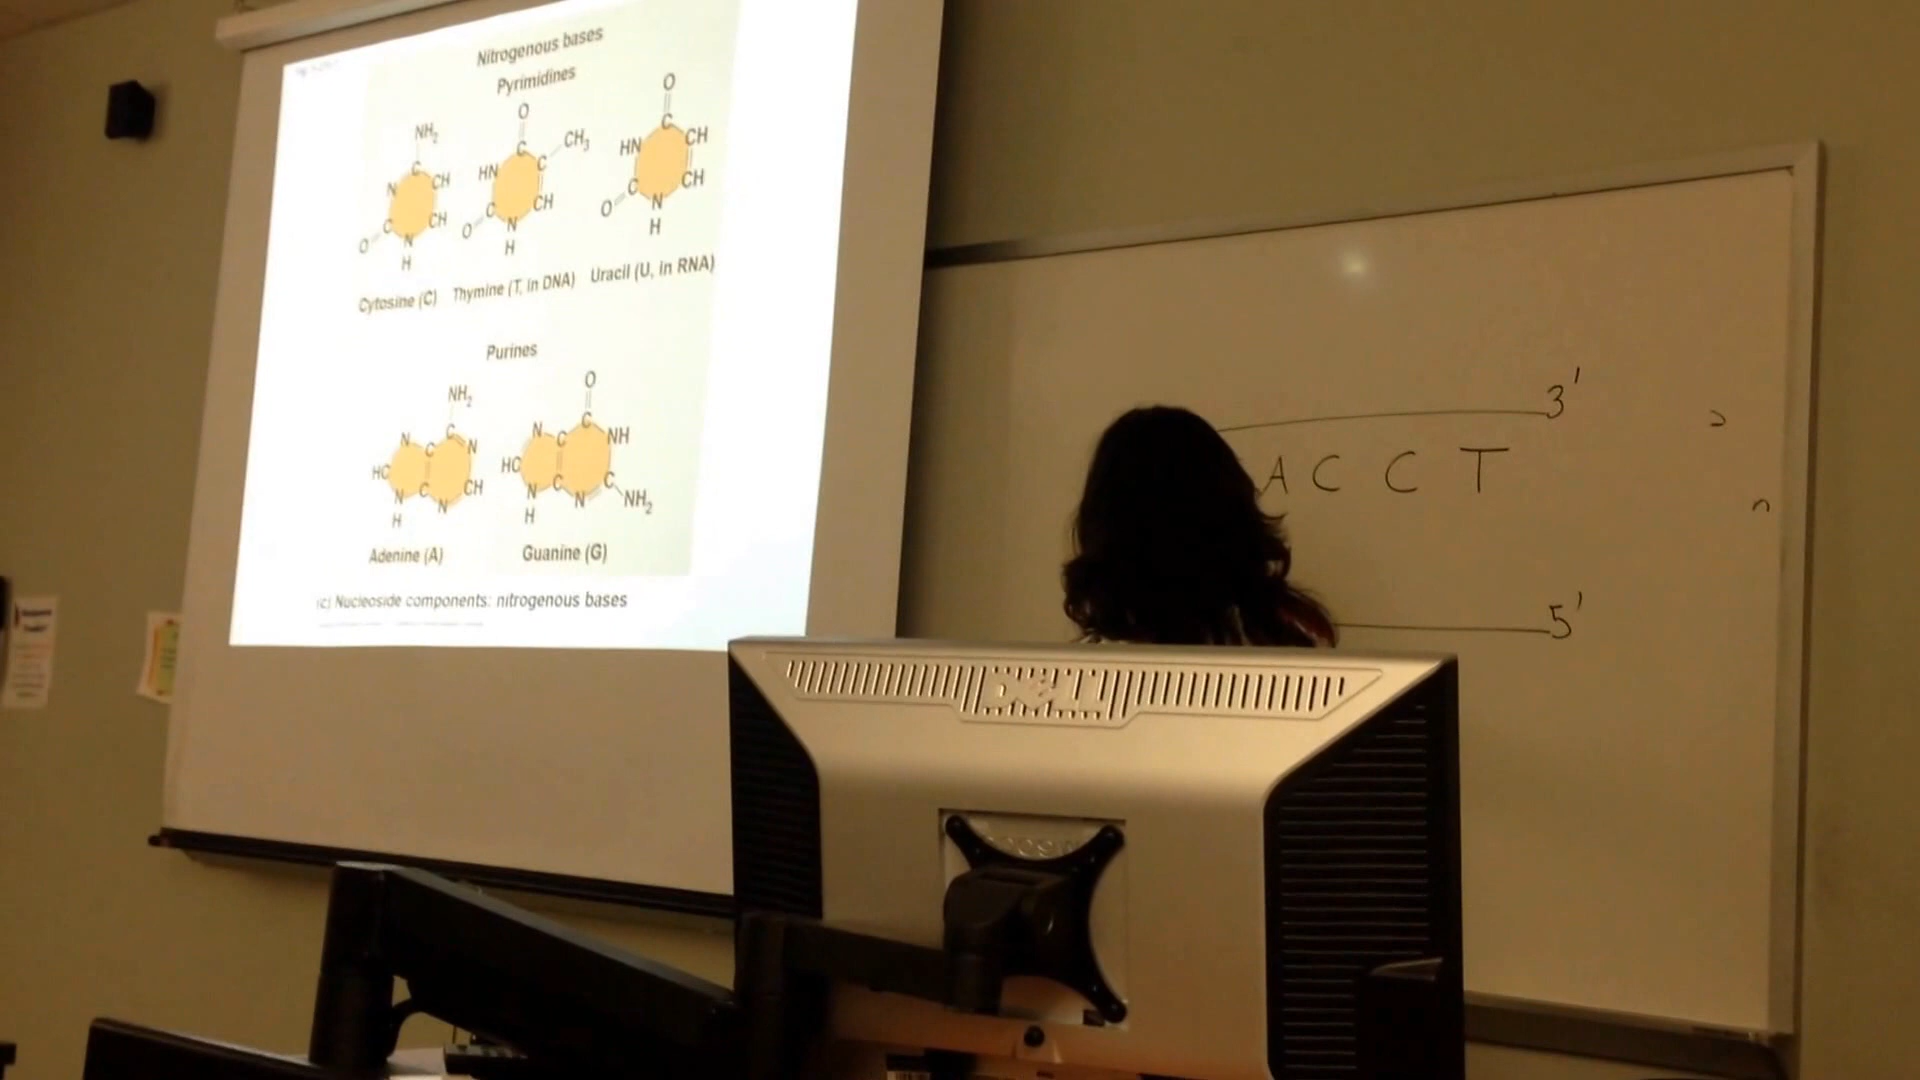 Nitrogenous bases
Pyrimidines
NH2
C
N
CH
CH
C
O
N
H
O
C
CH3
HN
C
CH
C
O
N
H
O
C
HN
CH
CH
C
O
N
H
Cytosine (C)
Thymine (T, in DNA)
Uracil (U, in RNA)
Purines
NH2
N
C
C
N
HC
N
C
N
CH
H
O
C
N
C
NH
HC
N
C
N
C
NH2
H
Adenine (A)
Guanine (G)
(c) Nucleoside components: nitrogenous bases
3'
A C C T
5'
DELL